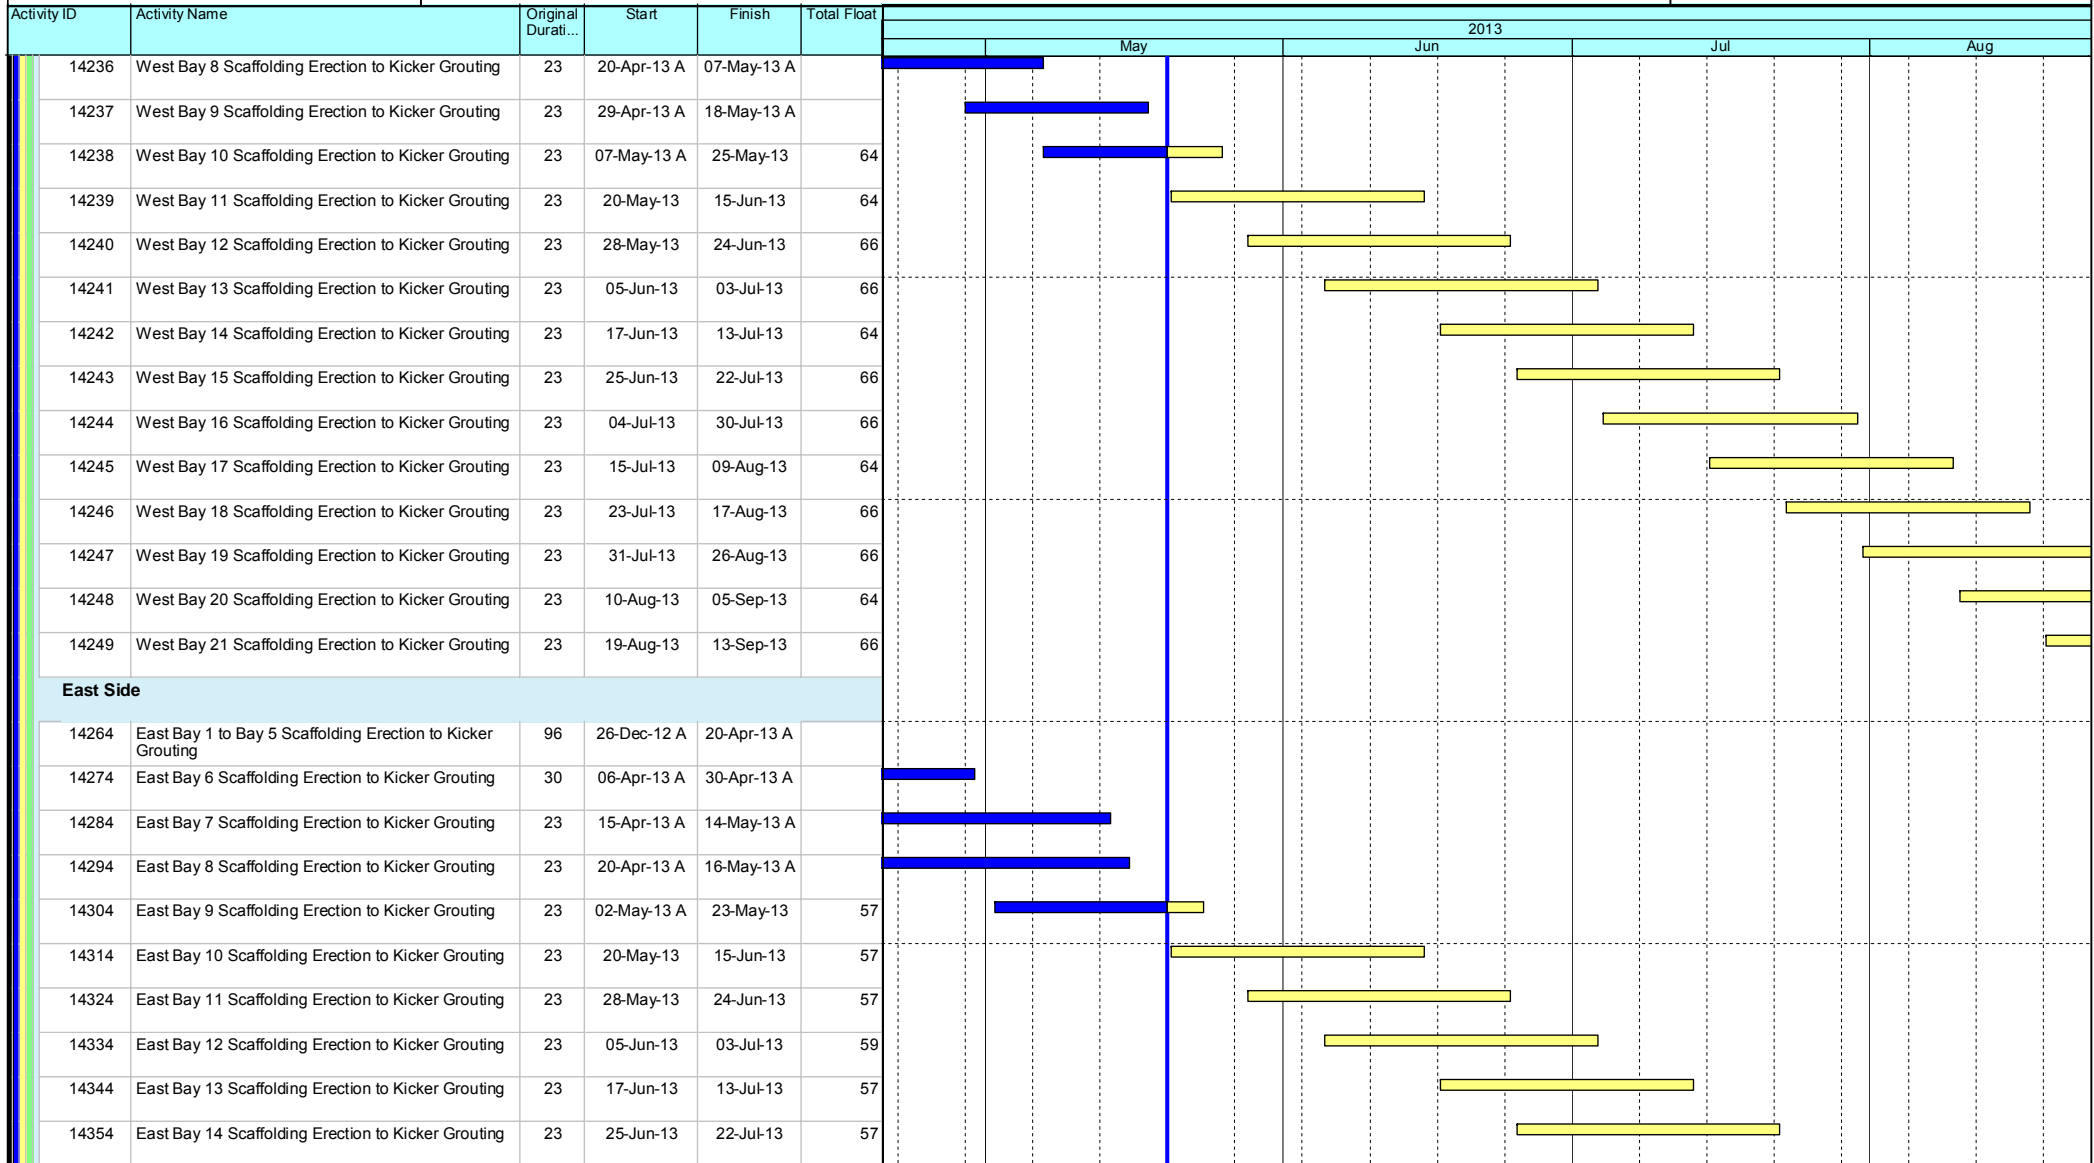 Activity ID Activity Name Original Durati... Start Finish Total Float
2013
May Jun Jul Aug
14236 West Bay 8 Scaffolding Erection to Kicker Grouting 23 20-Apr-13 A 07-May-13 A
14237 West Bay 9 Scaffolding Erection to Kicker Grouting 23 29-Apr-13 A 18-May-13 A
14238 West Bay 10 Scaffolding Erection to Kicker Grouting 23 07-May-13 A 25-May-13 64
14239 West Bay 11 Scaffolding Erection to Kicker Grouting 23 20-May-13 15-Jun-13 64
14240 West Bay 12 Scaffolding Erection to Kicker Grouting 23 28-May-13 24-Jun-13 66
14241 West Bay 13 Scaffolding Erection to Kicker Grouting 23 05-Jun-13 03-Jul-13 66
14242 West Bay 14 Scaffolding Erection to Kicker Grouting 23 17-Jun-13 13-Jul-13 64
14243 West Bay 15 Scaffolding Erection to Kicker Grouting 23 25-Jun-13 22-Jul-13 66
14244 West Bay 16 Scaffolding Erection to Kicker Grouting 23 04-Jul-13 30-Jul-13 66
14245 West Bay 17 Scaffolding Erection to Kicker Grouting 23 15-Jul-13 09-Aug-13 64
14246 West Bay 18 Scaffolding Erection to Kicker Grouting 23 23-Jul-13 17-Aug-13 66
14247 West Bay 19 Scaffolding Erection to Kicker Grouting 23 31-Jul-13 26-Aug-13 66
14248 West Bay 20 Scaffolding Erection to Kicker Grouting 23 10-Aug-13 05-Sep-13 64
14249 West Bay 21 Scaffolding Erection to Kicker Grouting 23 19-Aug-13 13-Sep-13 66
East Side
14264 East Bay 1 to Bay 5 Scaffolding Erection to Kicker Grouting 96 26-Dec-12 A 20-Apr-13 A
14274 East Bay 6 Scaffolding Erection to Kicker Grouting 30 06-Apr-13 A 30-Apr-13 A
14284 East Bay 7 Scaffolding Erection to Kicker Grouting 23 15-Apr-13 A 14-May-13 A
14294 East Bay 8 Scaffolding Erection to Kicker Grouting 23 20-Apr-13 A 16-May-13 A
14304 East Bay 9 Scaffolding Erection to Kicker Grouting 23 02-May-13 A 23-May-13 57
14314 East Bay 10 Scaffolding Erection to Kicker Grouting 23 20-May-13 15-Jun-13 57
14324 East Bay 11 Scaffolding Erection to Kicker Grouting 23 28-May-13 24-Jun-13 57
14334 East Bay 12 Scaffolding Erection to Kicker Grouting 23 05-Jun-13 03-Jul-13 59
14344 East Bay 13 Scaffolding Erection to Kicker Grouting 23 17-Jun-13 13-Jul-13 57
14354 East Bay 14 Scaffolding Erection to Kicker Grouting 23 25-Jun-13 22-Jul-13 57